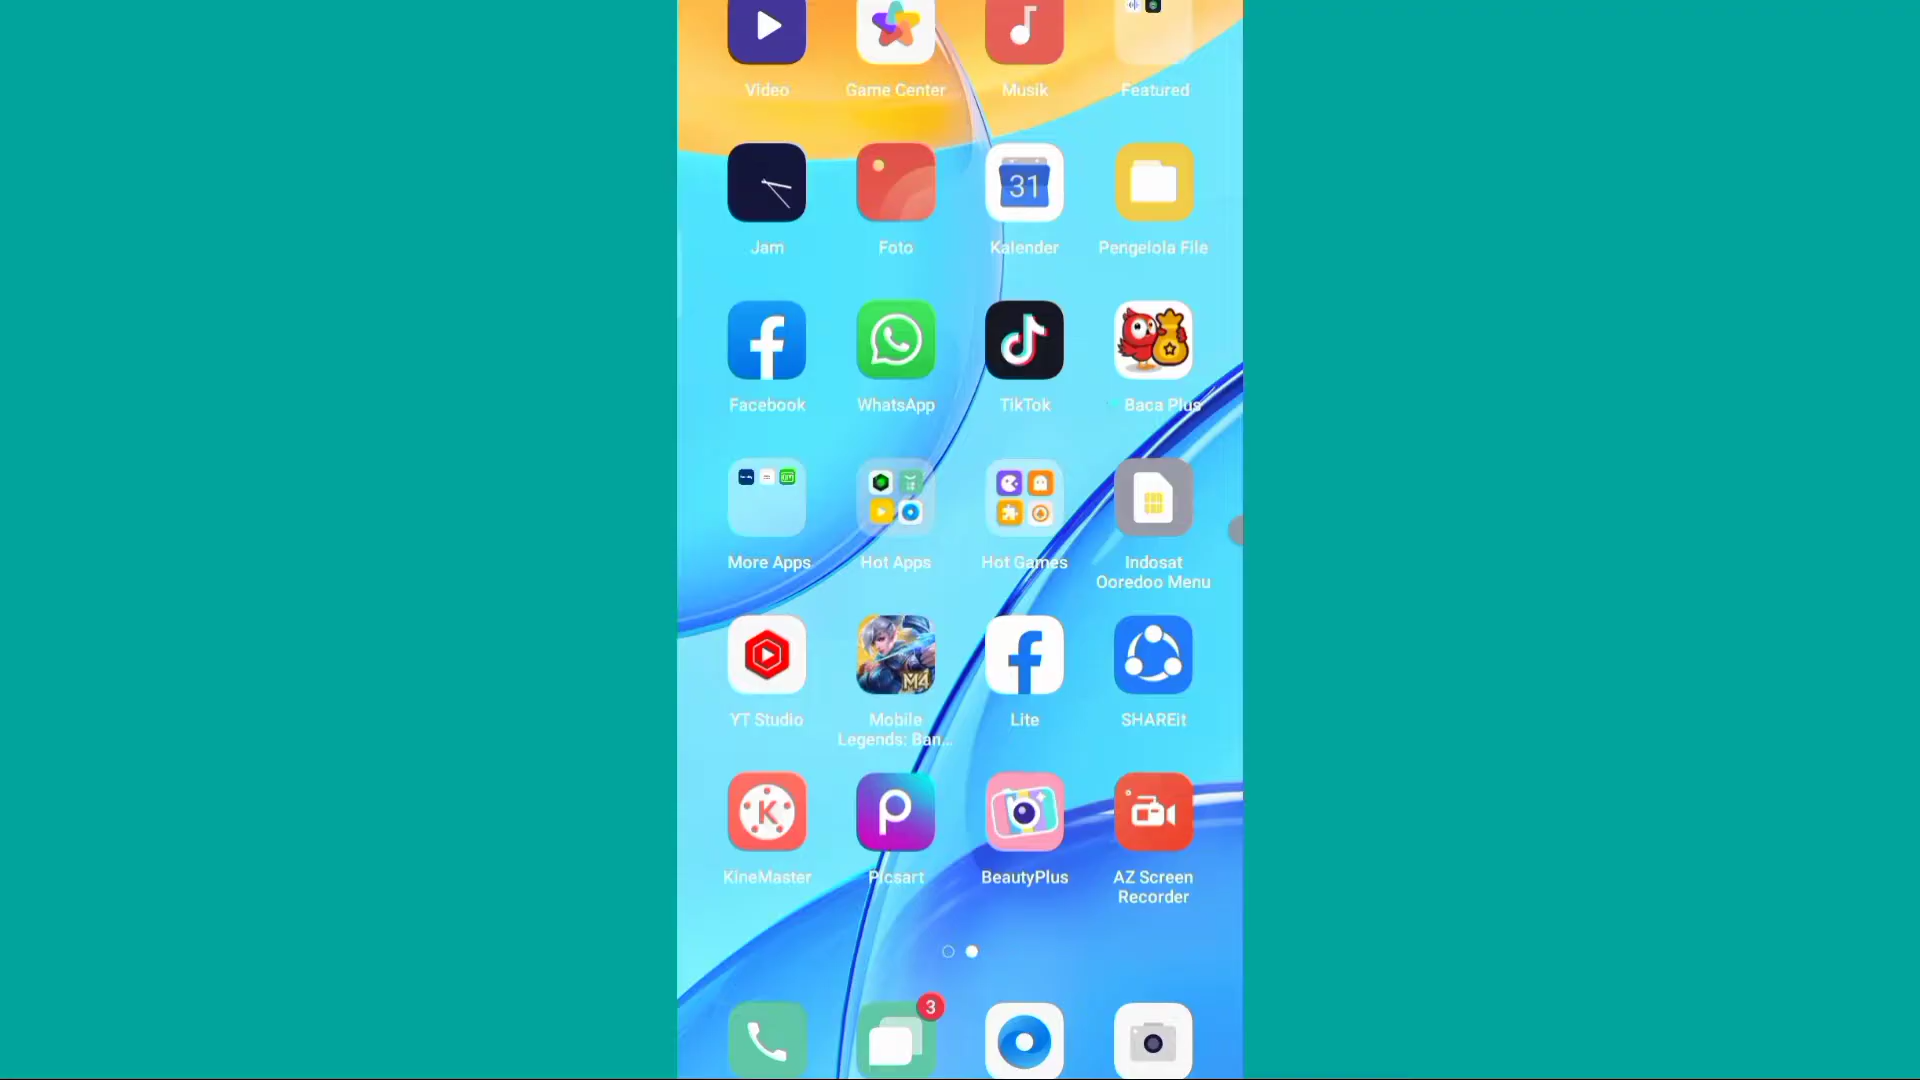 Video
Game Center
Musik
Featured
Jam
Foto
31
Kalender
Pengelola File
Facebook
WhatsApp
TikTok
Baca Plus
More Apps
Hot Apps
Hot Games
Indosat
Ooredoo Menu
YT Studio
M4
Mobile
Legends: Ban...
Lite
SHAREit
K
KineMaster
Picsart
BeautyPlus
AZ Screen
Recorder
3